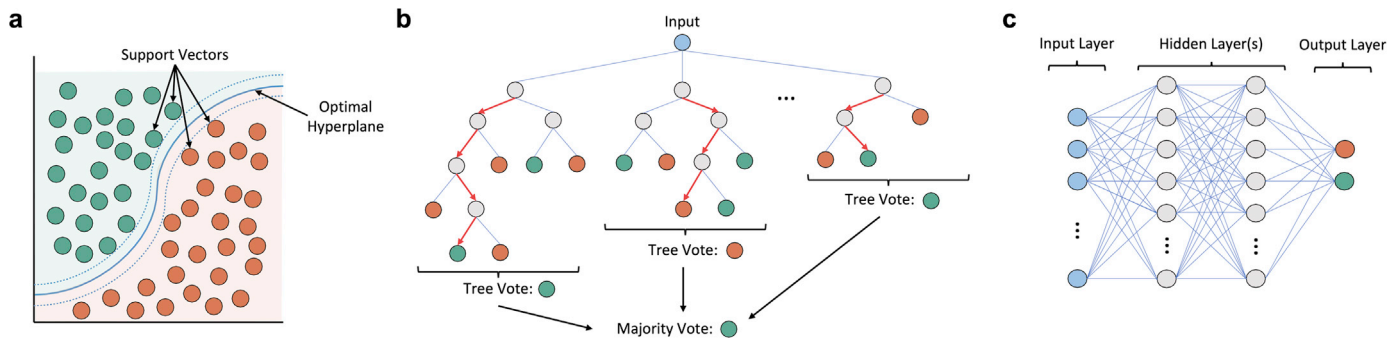 a
Support Vectors
Optimal
Hyperplane
b
Input
...
Tree Vote:
Tree Vote:
Tree Vote:
Majority Vote:
c
Input Layer
Hidden Layer(s)
Output Layer